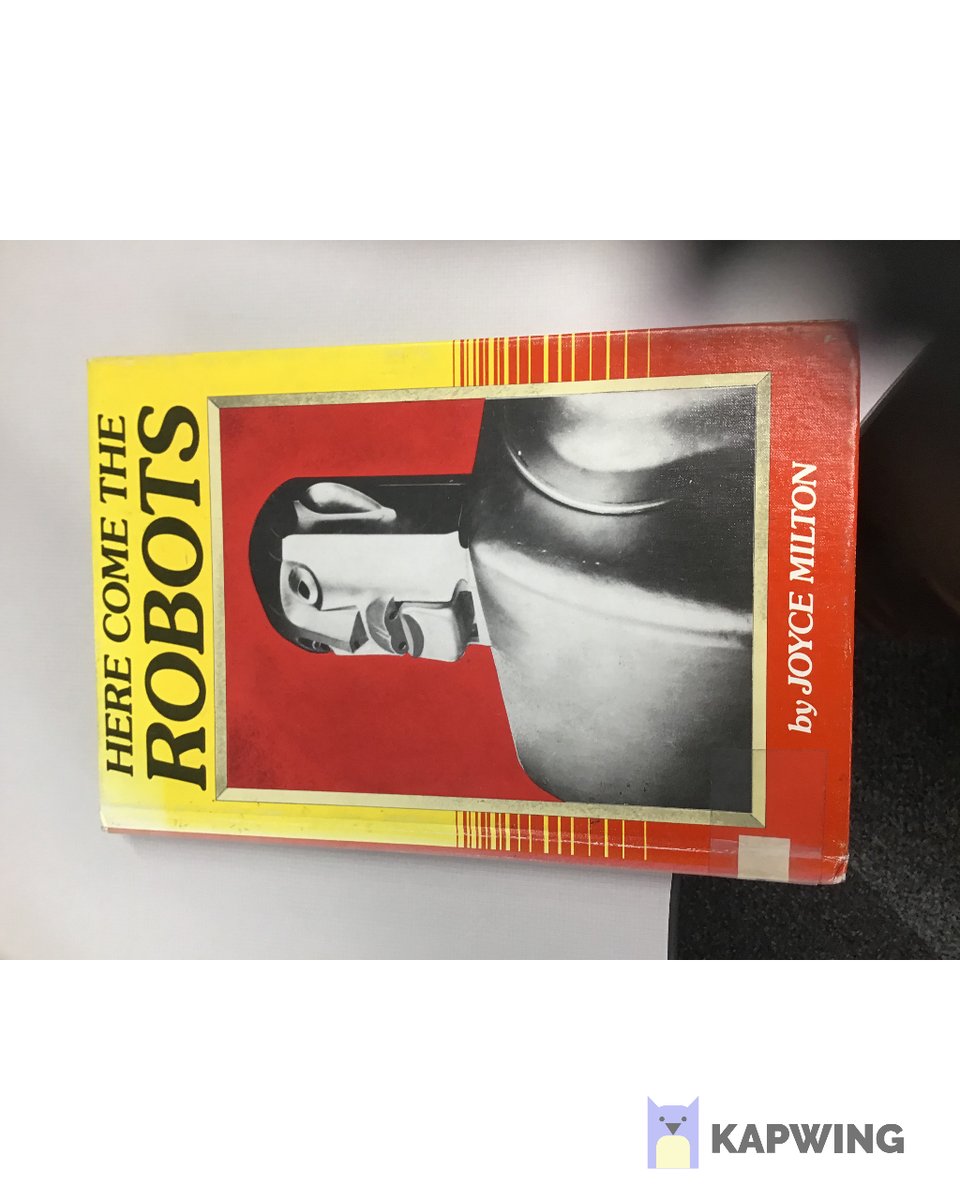 HERE COME THE
ROBOTS
by JOYCE MILTON
KAPWING